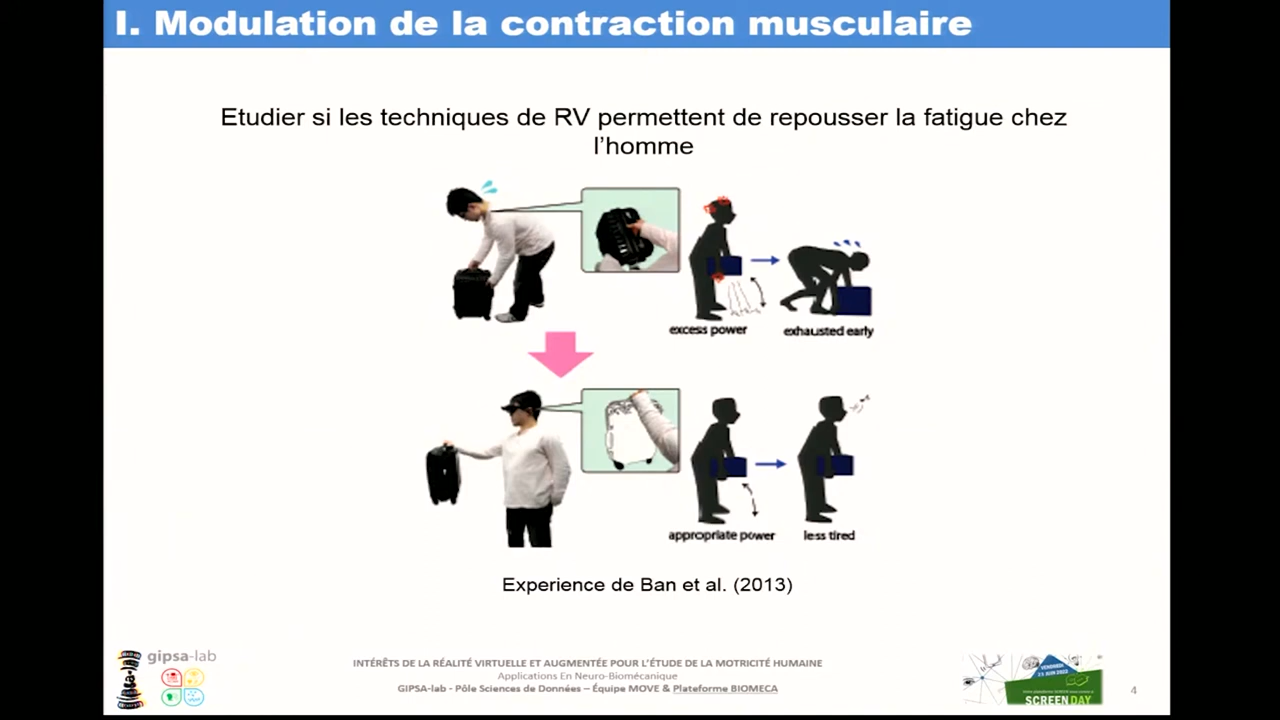 I. Modulation de la contraction musculaire
Etudier si les techniques de RV permettent de repousser la fatigue chez
l'homme
excess power
exhausted early
appropriate power
less tired
Experience de Ban et al. (2013)
gipsa-lab
INTÉRÊTS DE LA RÉALITÉ VIRTUELLE ET AUGMENTÉE POUR L'ÉTUDE DE LA MOTRICITÉ HUMAINE
Applications En Neuro-Biomécanique
GIPSA-lab - Pôle Sciences de Données – Équipe MOVE & Plateforme BIOMECA
VENDREDI
SCREEN DAY
4